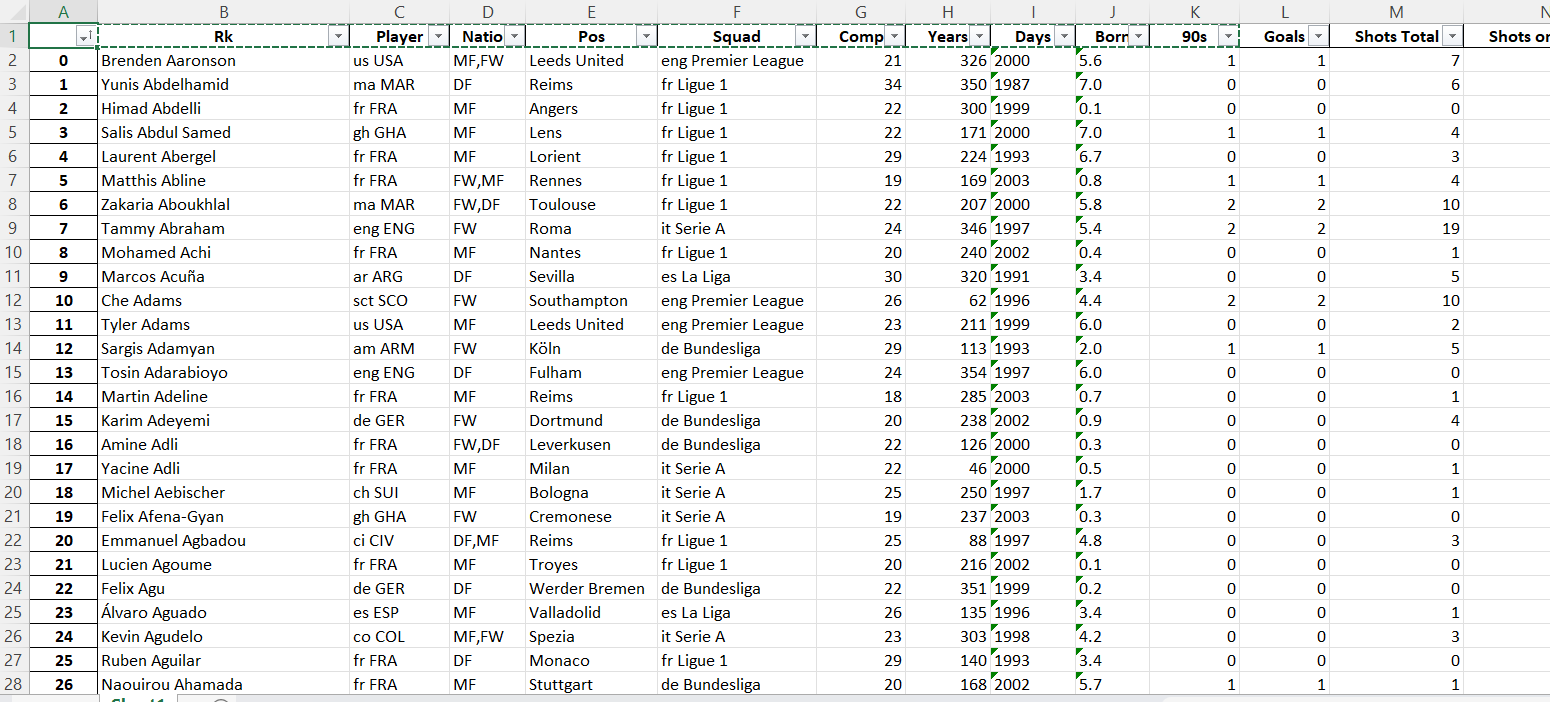 A B C D E F G H I J K L M N
1 Rk Player Natio Pos Squad Comp Years Days Born 90s Goals Shots Total Shots or
2 0 Brenden Aaronson us USA MF,FW Leeds United eng Premier League 21 326 2000 5.6 1 1 7
3 1 Yunis Abdelhamid ma MAR DF Reims fr Ligue 1 34 350 1987 7.0 0 0 6
4 2 Himad Abdelli fr FRA MF Angers fr Ligue 1 22 300 1999 0.1 0 0 0
5 3 Salis Abdul Samed gh GHA MF Lens fr Ligue 1 22 171 2000 7.0 1 1 4
6 4 Laurent Abergel fr FRA MF Lorient fr Ligue 1 29 224 1993 6.7 0 0 3
7 5 Matthis Abline fr FRA FW,MF Rennes fr Ligue 1 19 169 2003 0.8 1 1 4
8 6 Zakaria Aboukhlal ma MAR FW,DF Toulouse fr Ligue 1 22 207 2000 5.8 2 2 10
9 7 Tammy Abraham eng ENG FW Roma it Serie A 24 346 1997 5.4 2 2 19
10 8 Mohamed Achi fr FRA MF Nantes fr Ligue 1 20 240 2002 0.4 0 0 1
11 9 Marcos Acuña ar ARG DF Sevilla es La Liga 30 320 1991 3.4 0 0 5
12 10 Che Adams sct SCO FW Southampton eng Premier League 26 62 1996 4.4 2 2 10
13 11 Tyler Adams us USA MF Leeds United eng Premier League 23 211 1999 6.0 0 0 2
14 12 Sargis Adamyan am ARM FW Köln de Bundesliga 29 113 1993 2.0 1 1 5
15 13 Tosin Adarabioyo eng ENG DF Fulham eng Premier League 24 354 1997 6.0 0 0 0
16 14 Martin Adeline fr FRA MF Reims fr Ligue 1 18 285 2003 0.7 0 0 1
17 15 Karim Adeyemi de GER FW Dortmund de Bundesliga 20 238 2002 0.9 0 0 4
18 16 Amine Adli fr FRA FW,DF Leverkusen de Bundesliga 22 126 2000 0.3 0 0 0
19 17 Yacine Adli fr FRA MF Milan it Serie A 22 46 2000 0.5 0 0 1
20 18 Michel Aebischer ch SUI MF Bologna it Serie A 25 250 1997 1.7 0 0 1
21 19 Felix Afena-Gyan gh GHA FW Cremonese it Serie A 19 237 2003 0.3 0 0 0
22 20 Emmanuel Agbadou ci CIV DF,MF Reims fr Ligue 1 25 88 1997 4.8 0 0 3
23 21 Lucien Agoume fr FRA MF Troyes fr Ligue 1 20 216 2002 0.1 0 0 0
24 22 Felix Agu de GER DF Werder Bremen de Bundesliga 22 351 1999 0.2 0 0 0
25 23 Álvaro Aguado es ESP MF Valladolid es La Liga 26 135 1996 3.4 0 0 1
26 24 Kevin Agudelo co COL MF,FW Spezia it Serie A 23 303 1998 4.2 0 0 3
27 25 Ruben Aguilar fr FRA DF Monaco fr Ligue 1 29 140 1993 3.4 0 0 0
28 26 Naouirou Ahamada fr FRA MF Stuttgart de Bundesliga 20 168 2002 5.7 1 1 1